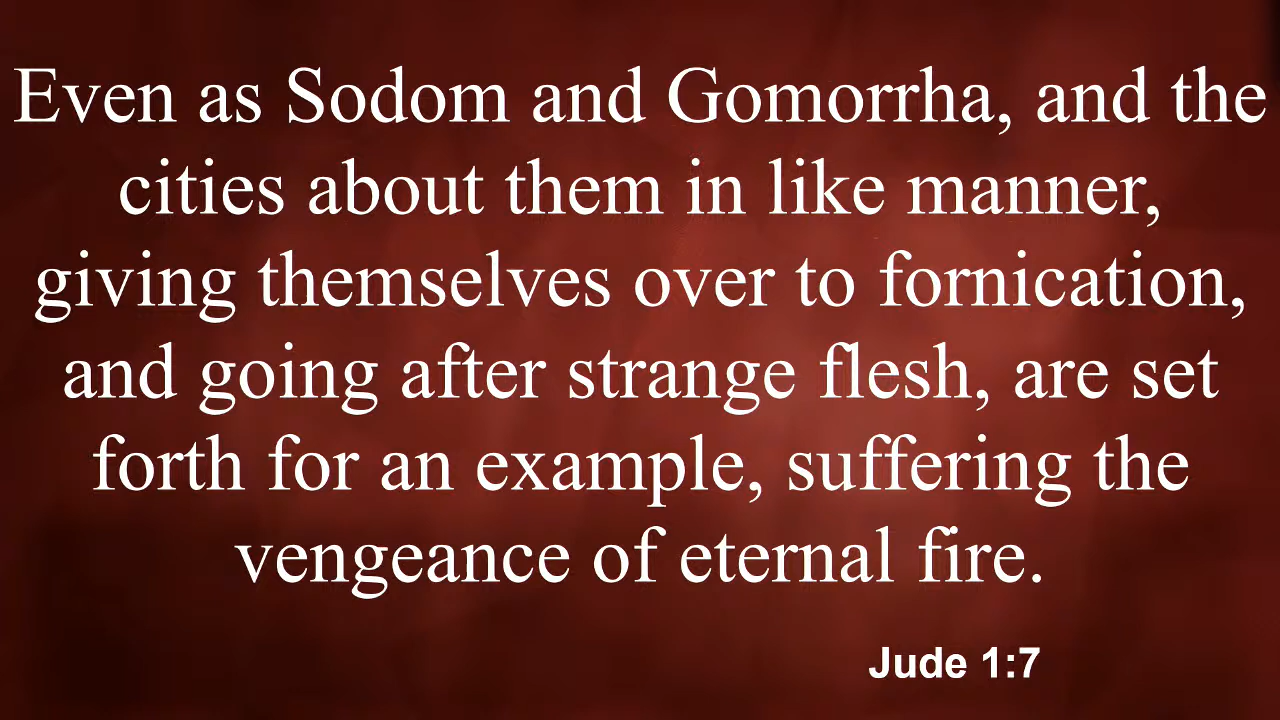 Even as Sodom and Gomorrha, and the
cities about them in like manner,
giving themselves over to fornication,
and going after strange flesh, are set
forth for an example, suffering the
vengeance of eternal fire.
Jude 1:7